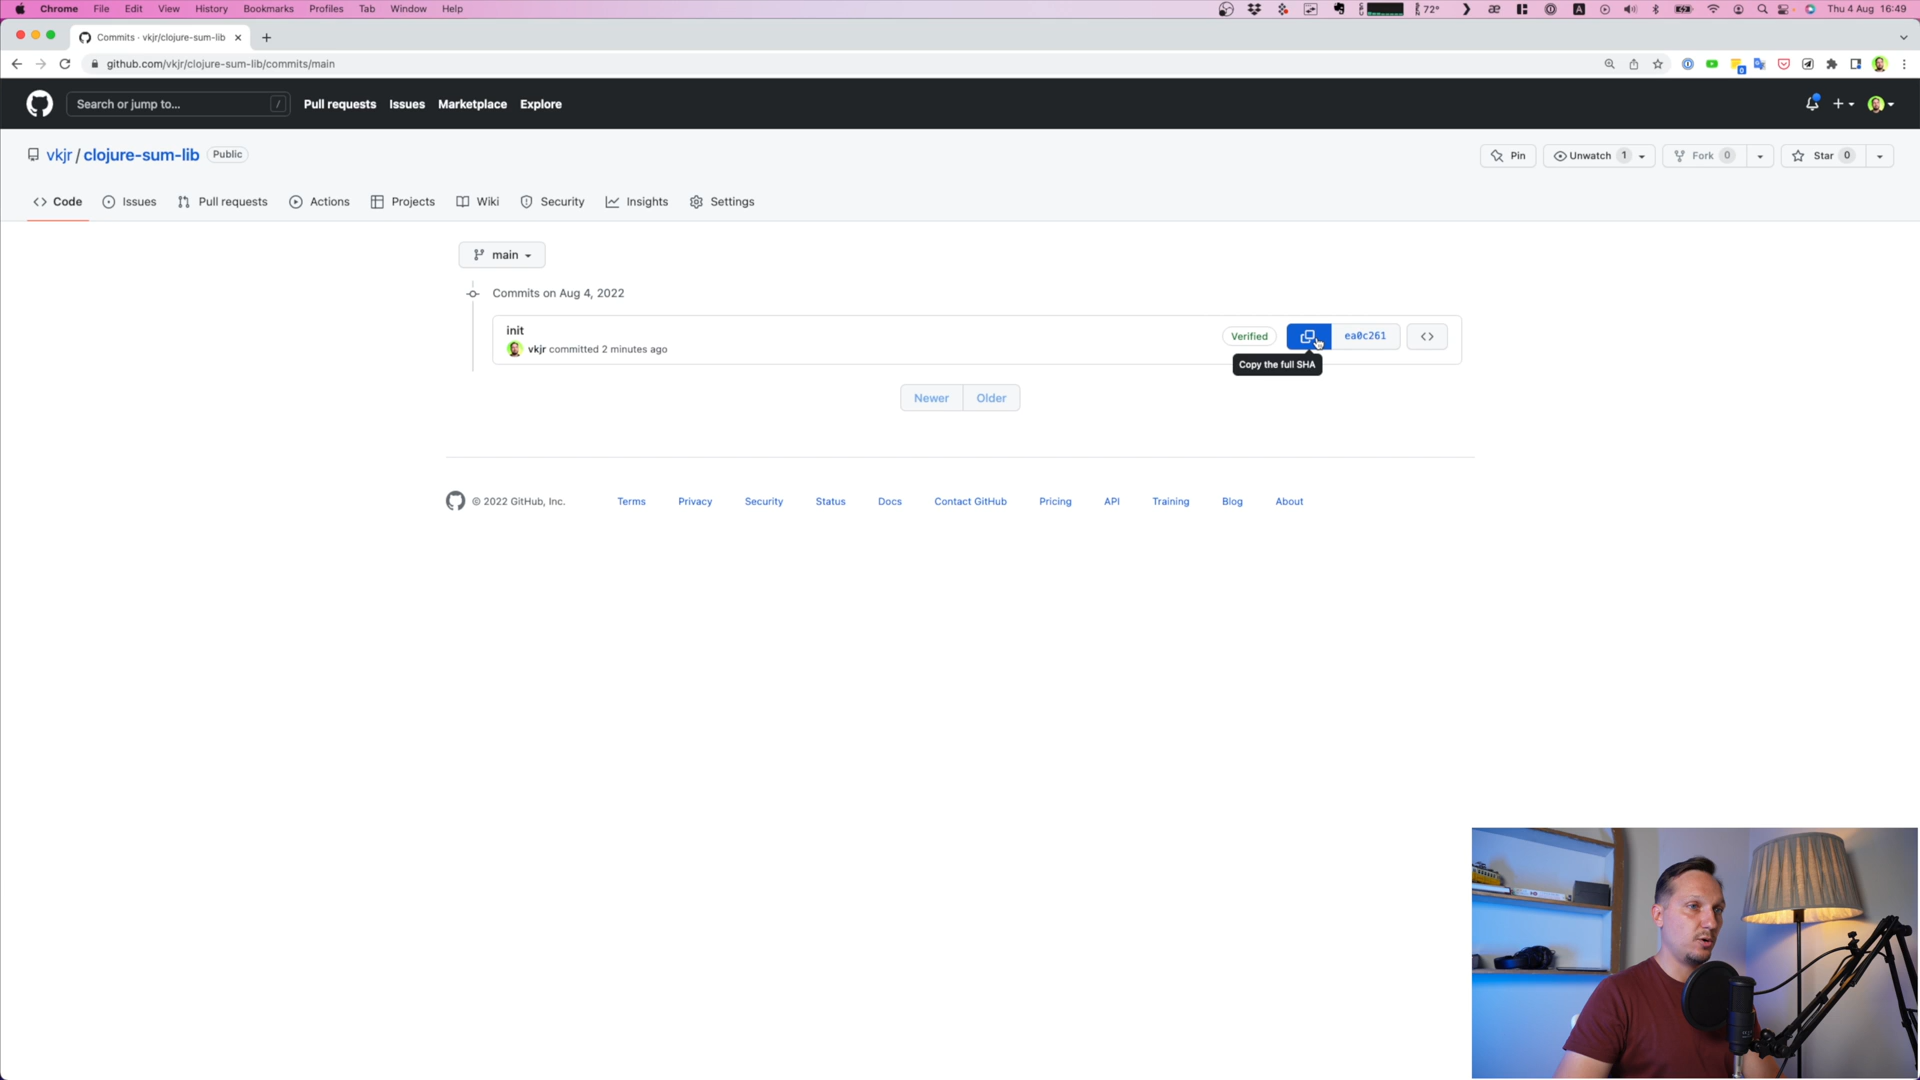 Chrome File Edit View History Bookmarks Profiles Tab Window Help 72° Thu 4 Aug 16:49
Commits · vkjr/clojure-sum-lib
github.com/vkjr/clojure-sum-lib/commits/main
Search or jump to... / Pull requests Issues Marketplace Explore
vkjr / clojure-sum-lib Public Pin Unwatch 1 Fork 0 Star 0
Code Issues Pull requests Actions Projects Wiki Security Insights Settings
main
Commits on Aug 4, 2022
init
Verified ea0c261
vkjr committed 2 minutes ago
Copy the full SHA
Newer Older
© 2022 GitHub, Inc. Terms Privacy Security Status Docs Contact GitHub Pricing API Training Blog About